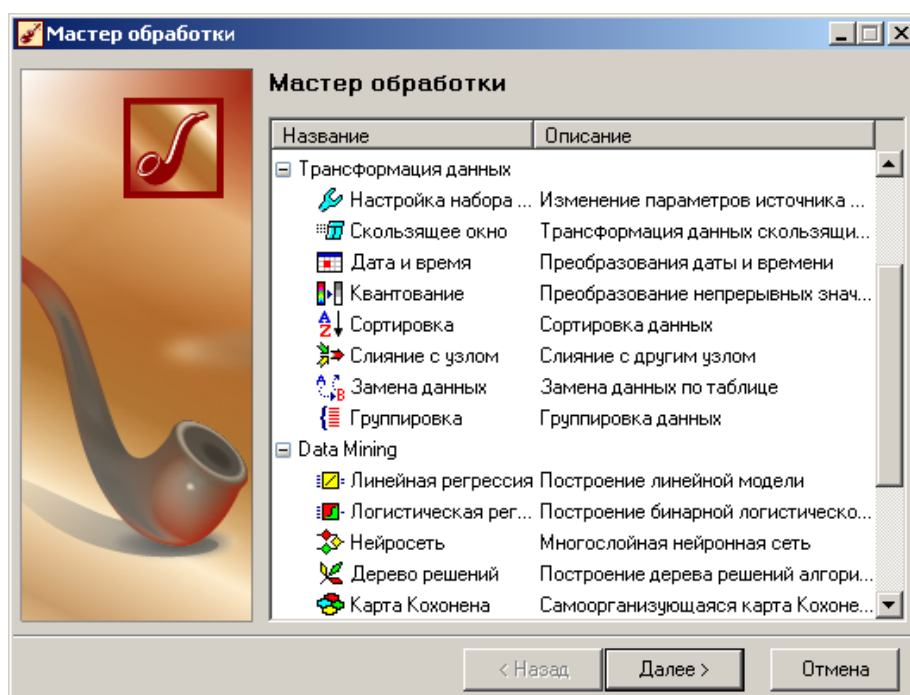 Мастер обработки
Мастер обработки
Название Описание
Трансформация данных
Настройка набора ... Изменение параметров источника ...
Скользящее окно Трансформация данных скользящи...
Дата и время Преобразования даты и времени
Квантование Преобразование непрерывных знач...
Сортировка Сортировка данных
Слияние с узлом Слияние с другим узлом
Замена данных Замена данных по таблице
Группировка Группировка данных
Data Mining
Линейная регрессия Построение линейной модели
Логистическая рег... Построение бинарной логистическо...
Нейросеть Многослойная нейронная сеть
Дерево решений Построение дерева решений алгори...
Карта Кохонена Самоорганизующаяся карта Кохоне...
< Назад Далее > Отмена